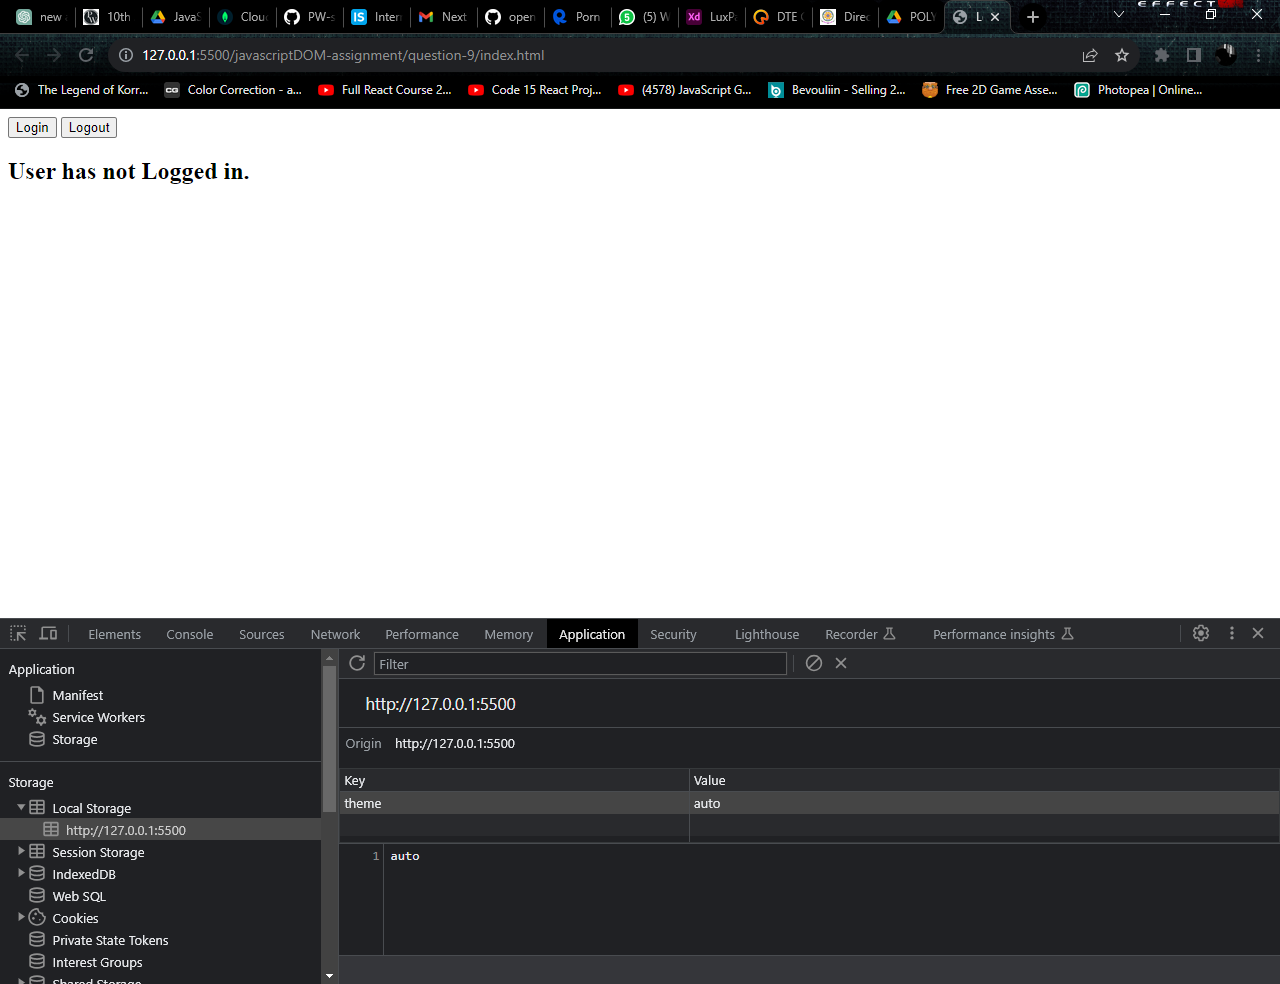 new
10th
Java
Clou
PW-s
Inter
Next
open
Porn
(5) W
LuxPa
DTE
Direc
POLY
EFFECT
127.0.0.1:5500/javascriptDOM-assignment/question-9/index.html
The Legend of Korr...
CG
Color Correction - a...
Full React Course 2...
Code 15 React Proj...
(4578) JavaScript G...
Bevouliin - Selling 2...
Free 2D Game Asse...
Photopea | Online...
Login Logout
User has not Logged in.
Elements Console Sources Network Performance Memory Application Security Lighthouse Recorder Performance insights
Application
Manifest
Service Workers
Storage
Storage
Local Storage
http://127.0.0.1:5500
Session Storage
IndexedDB
Web SQL
Cookies
Private State Tokens
Interest Groups
Shared Storage
Filter
http://127.0.0.1:5500
Origin http://127.0.0.1:5500
Key Value
theme auto
1 auto